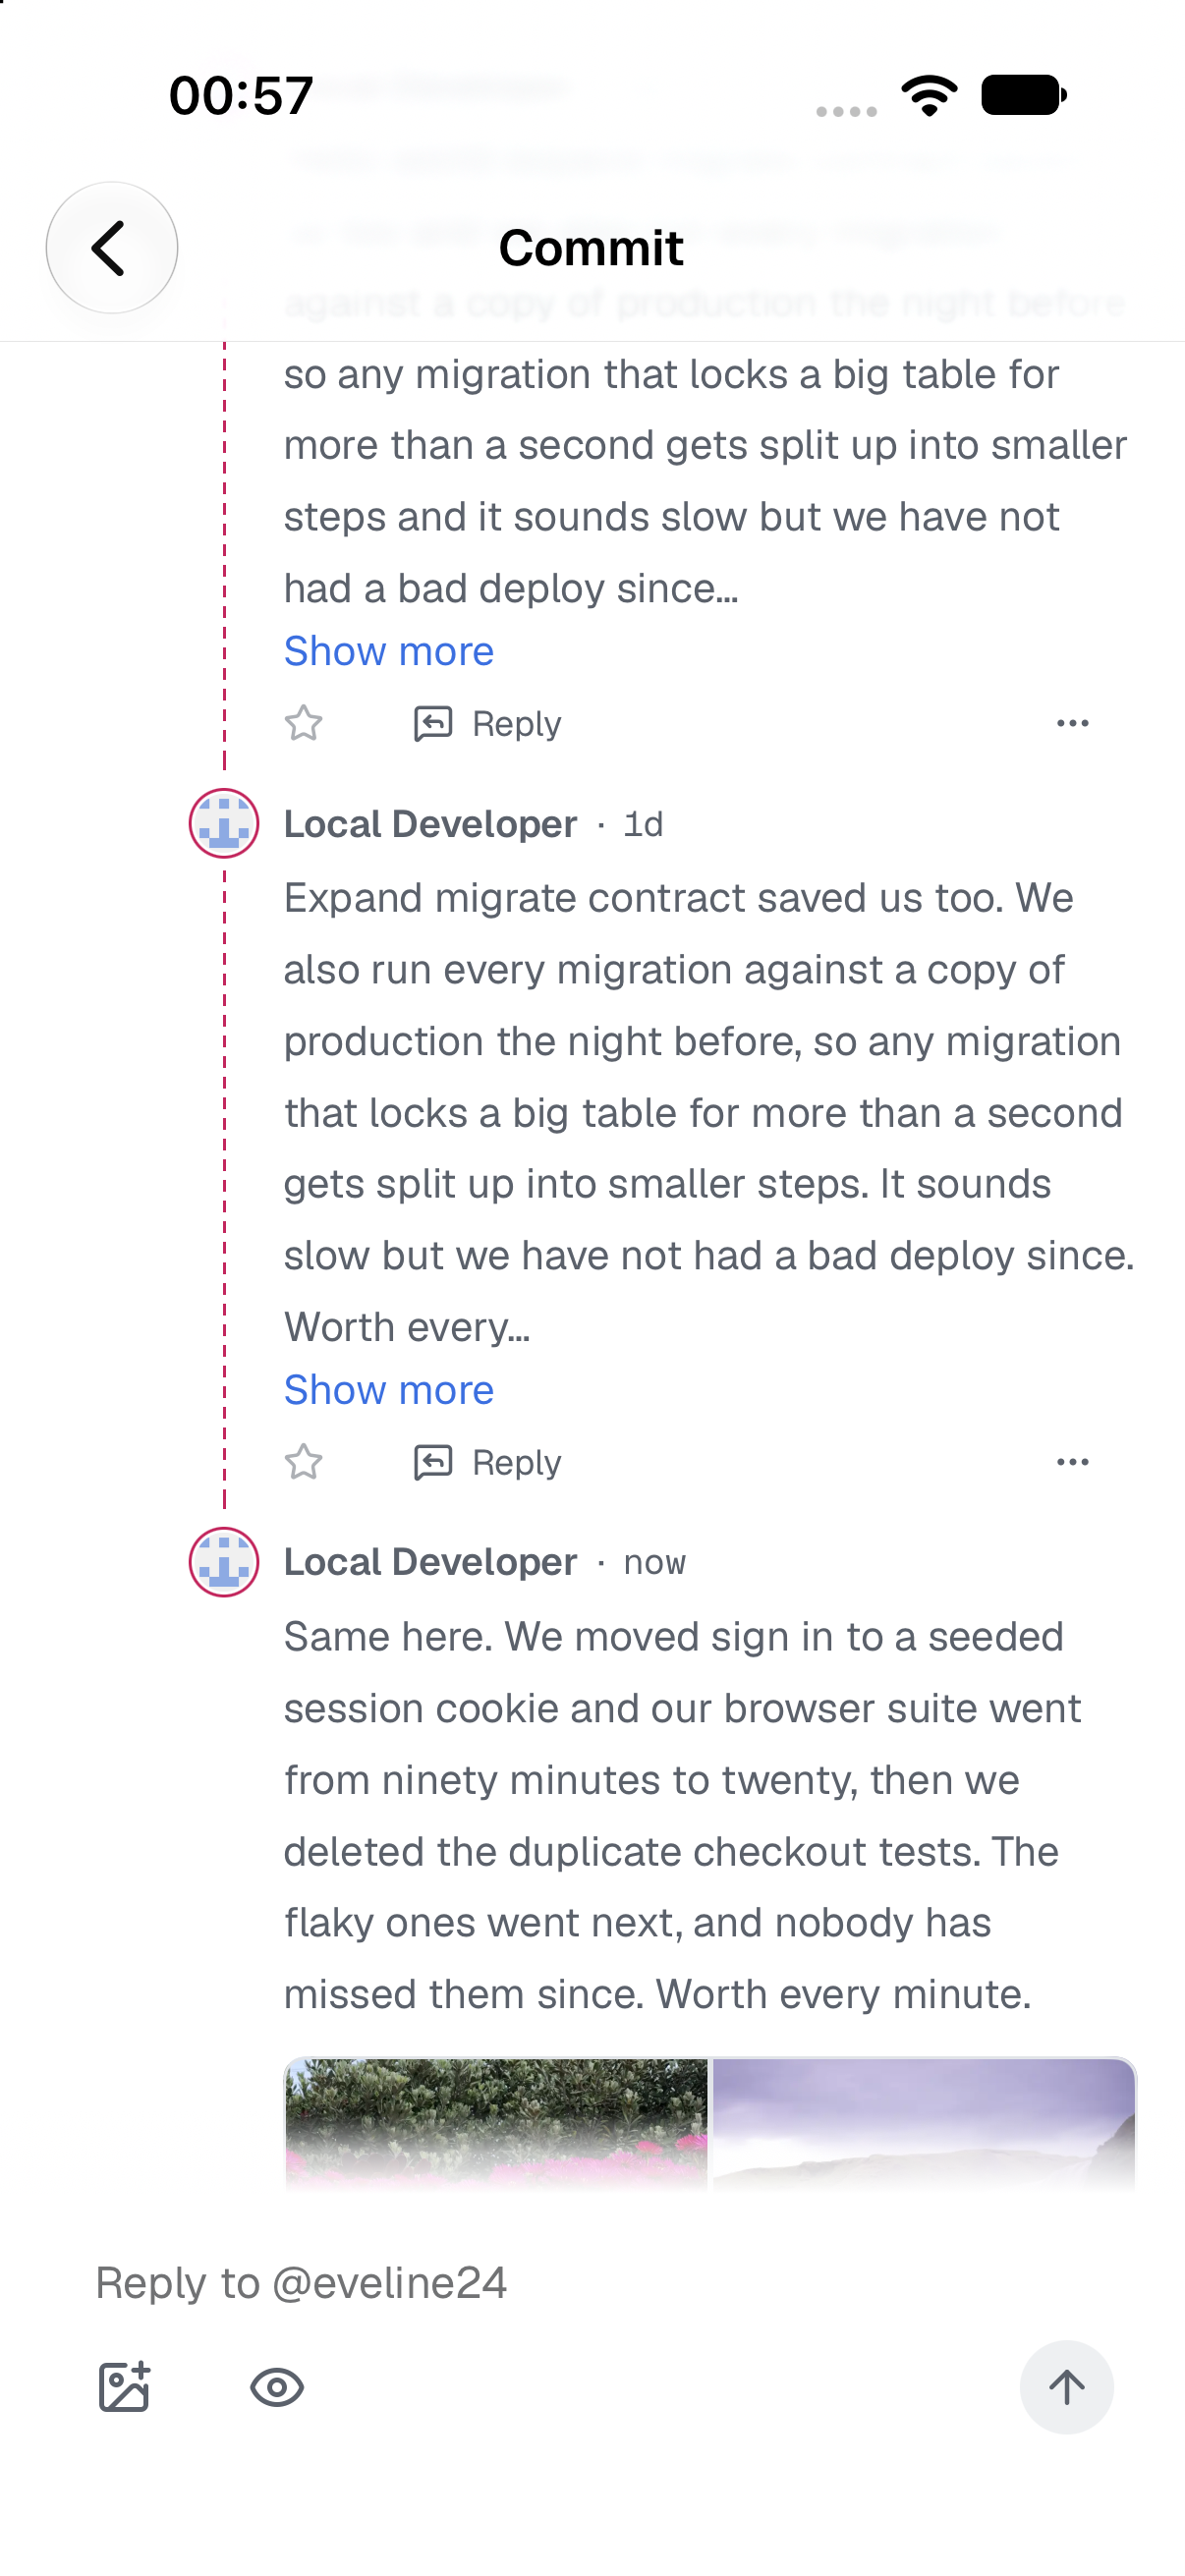 00:57
Commit
against a copy of production the night before
so any migration that locks a big table for
more than a second gets split up into smaller
steps and it sounds slow but we have not
had a bad deploy since…
Show more
Reply
Local Developer · 1d
Expand migrate contract saved us too. We
also run every migration against a copy of
production the night before, so any migration
that locks a big table for more than a second
gets split up into smaller steps. It sounds
slow but we have not had a bad deploy since.
Worth every…
Show more
Reply
Local Developer · now
Same here. We moved sign in to a seeded
session cookie and our browser suite went
from ninety minutes to twenty, then we
deleted the duplicate checkout tests. The
flaky ones went next, and nobody has
missed them since. Worth every minute.
Reply to @eveline24